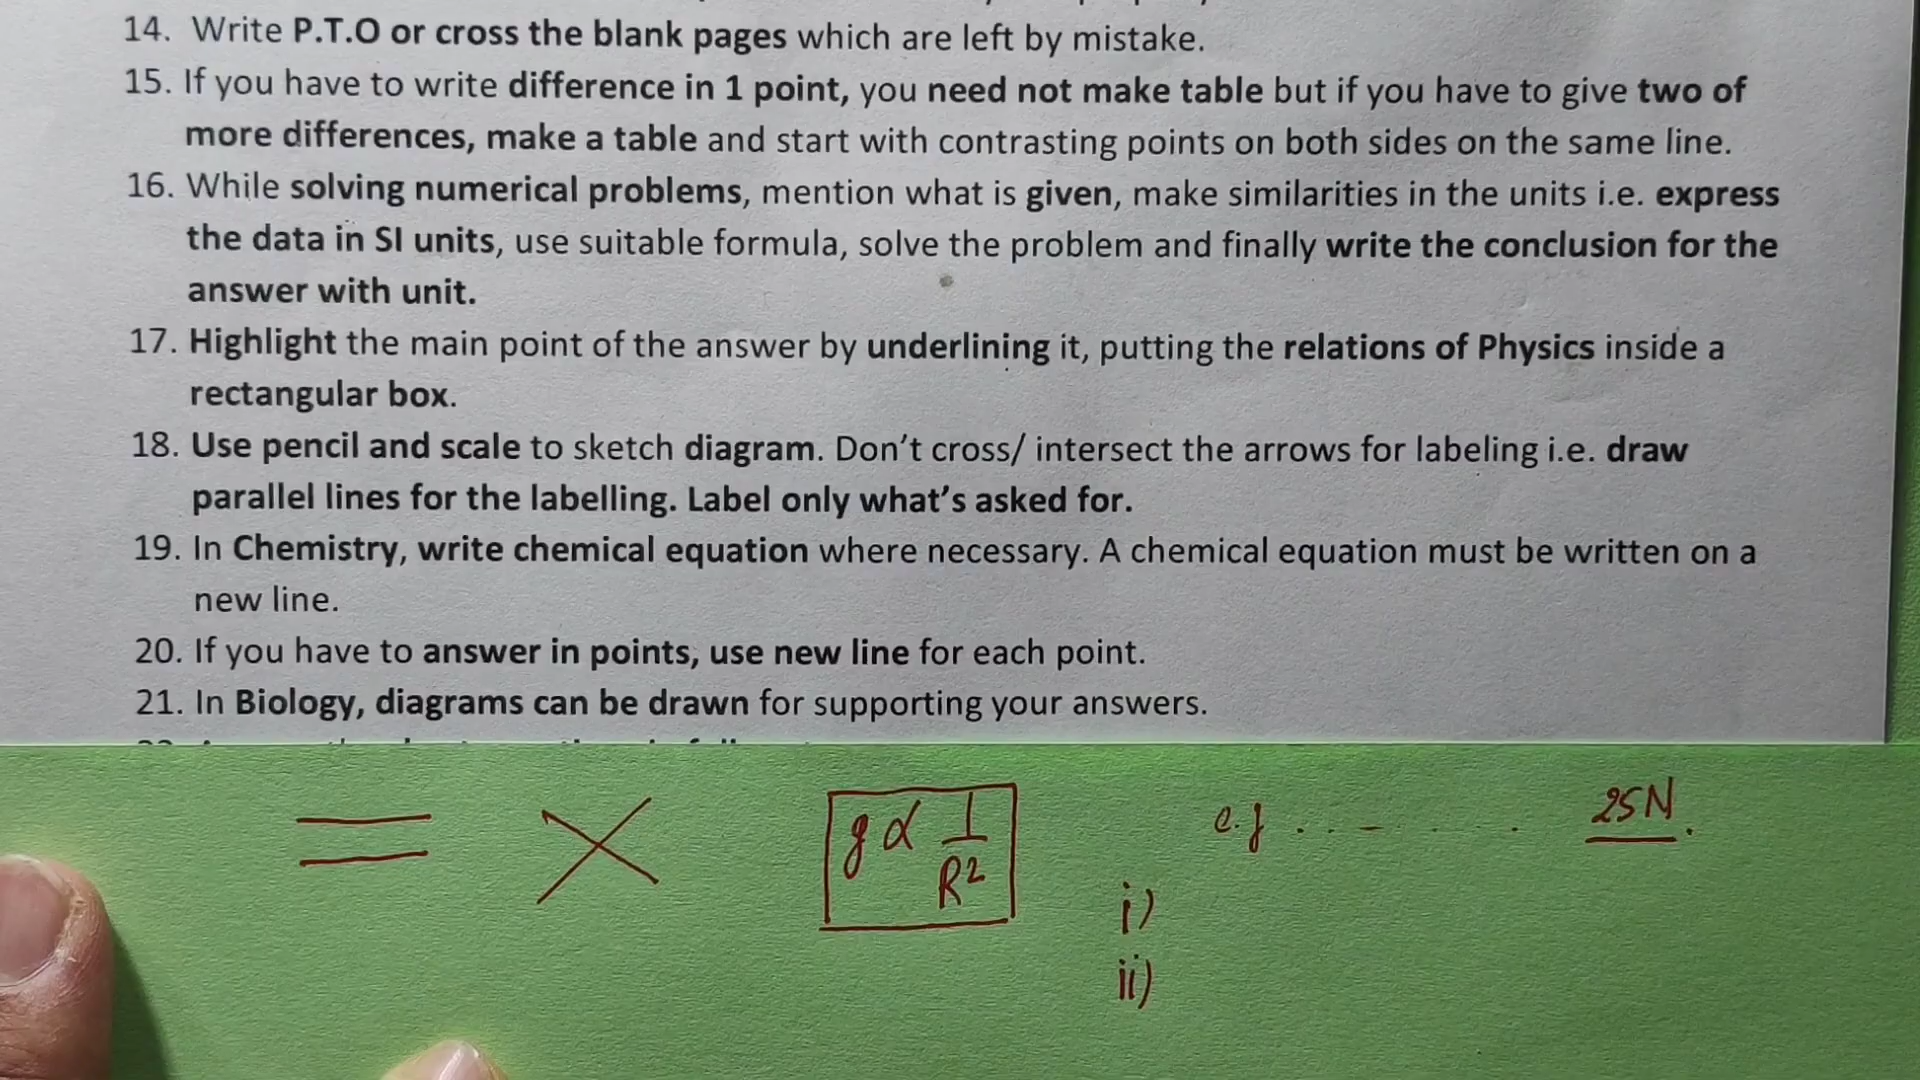 14. Write P.T.O or cross the blank pages which are left by mistake.
15. If you have to write difference in 1 point, you need not make table but if you have to give two of
more differences, make a table and start with contrasting points on both sides on the same line.
16. While solving numerical problems, mention what is given, make similarities in the units i.e. express
the data in SI units, use suitable formula, solve the problem and finally write the conclusion for the
answer with unit.
17. Highlight the main point of the answer by underlining it, putting the relations of Physics inside a
rectangular box.
18. Use pencil and scale to sketch diagram. Don't cross/ intersect the arrows for labeling i.e. draw
parallel lines for the labelling. Label only what's asked for.
19. In Chemistry, write chemical equation where necessary. A chemical equation must be written on a
new line.
20. If you have to answer in points, use new line for each point.
21. In Biology, diagrams can be drawn for supporting your answers.
g ∝ 1/R² e.g ........ 25N.
i)
ii)